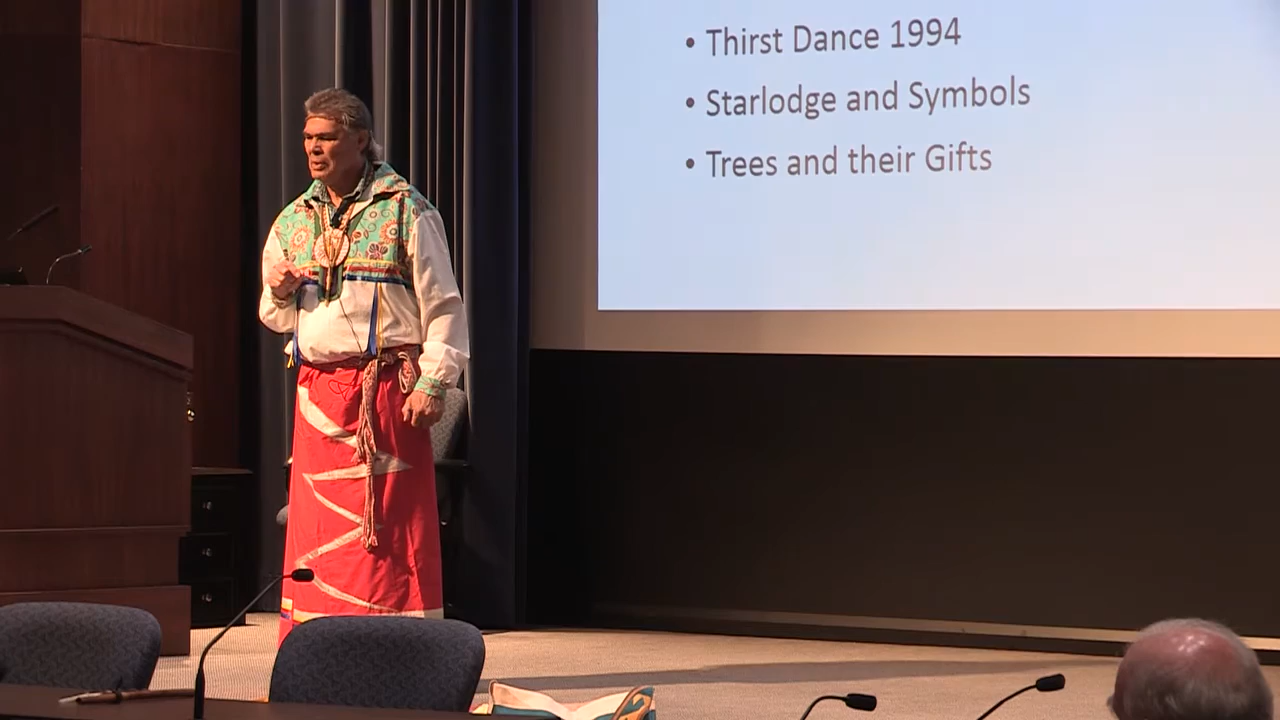 • Thirst Dance 1994
• Starlodge and Symbols
• Trees and their Gifts